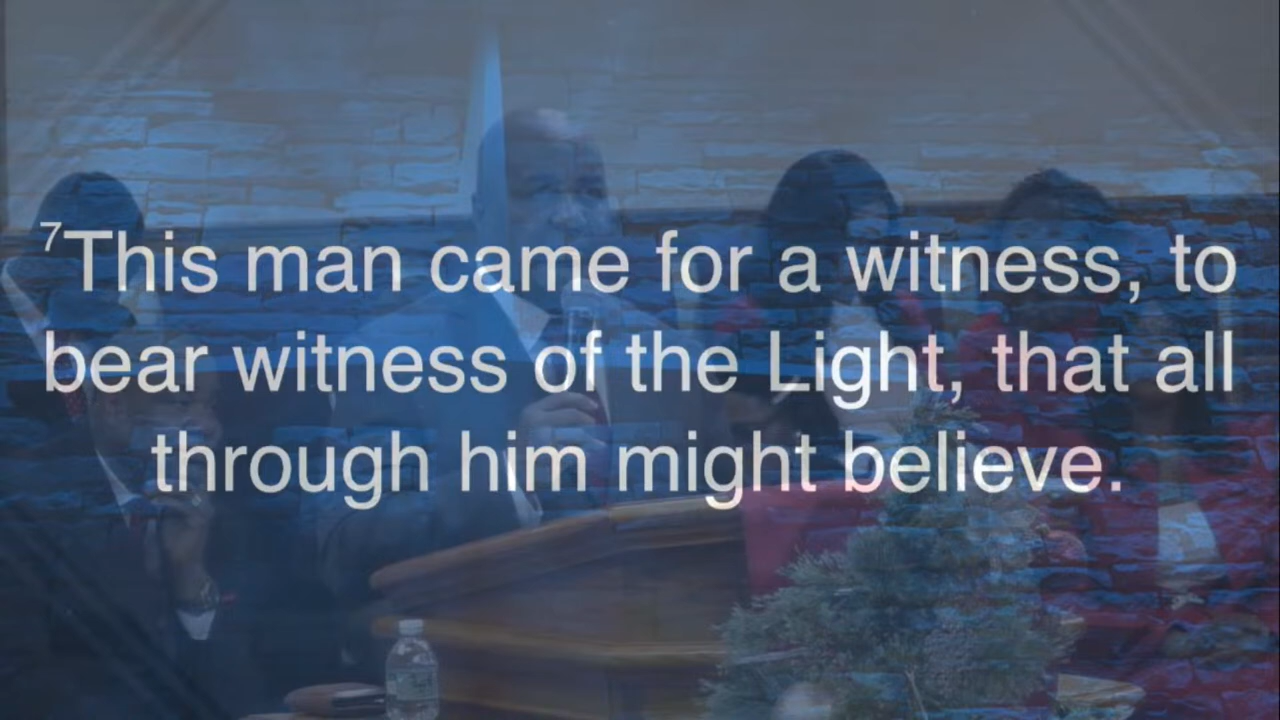 7This man came for a witness, to
bear witness of the Light, that all
through him might believe.